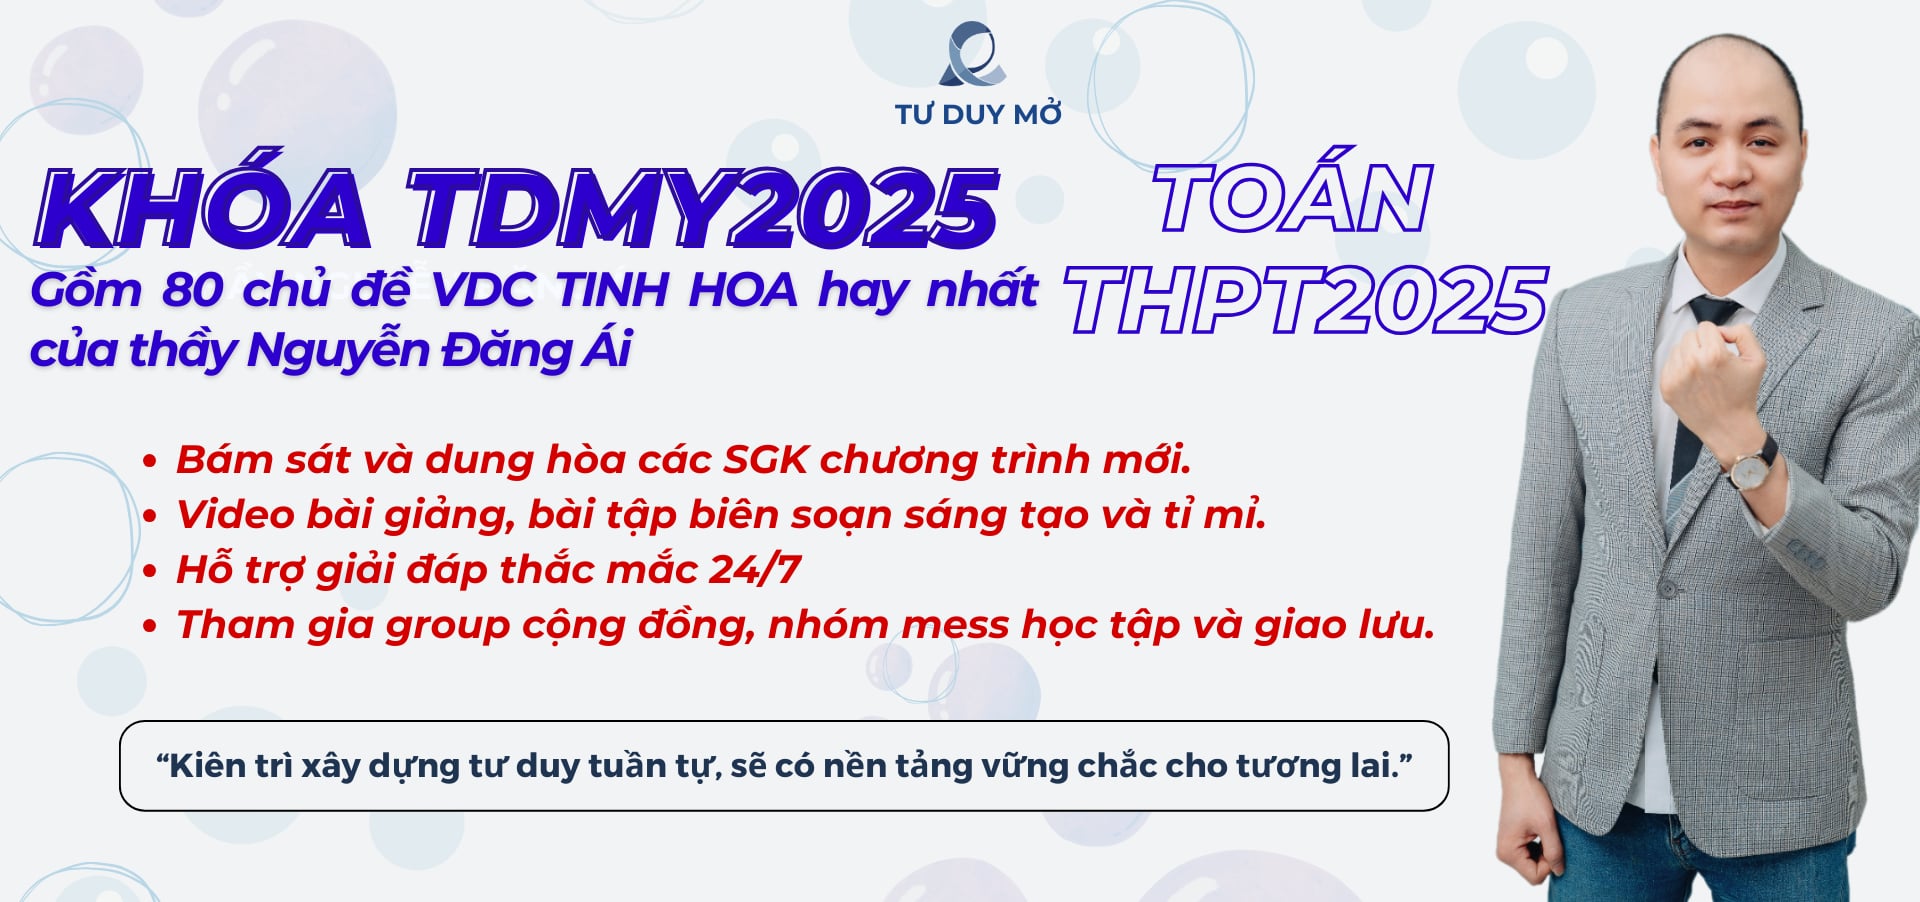 TƯ DUY MỞ
KHÓA TDMY2025
Gồm 80 chủ đề VDC TINH HOA hay nhất
của thầy Nguyễn Đăng Ái
TOÁN
THPT2025
• Bám sát và dung hòa các SGK chương trình mới.
• Video bài giảng, bài tập biên soạn sáng tạo và tỉ mỉ.
• Hỗ trợ giải đáp thắc mắc 24/7
• Tham gia group cộng đồng, nhóm mess học tập và giao lưu.
“Kiên trì xây dựng tư duy tuần tự, sẽ có nền tảng vững chắc cho tương lai.”